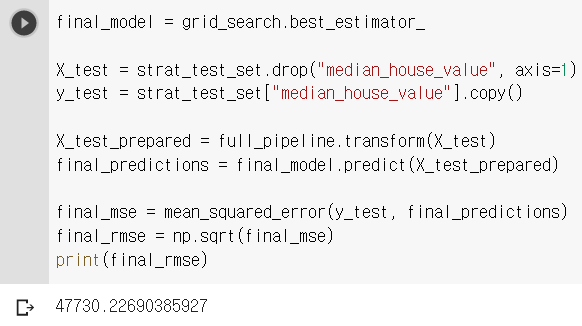 final_model = grid_search.best_estimator_
X_test = strat_test_set.drop("median_house_value", axis=1)
y_test = strat_test_set["median_house_value"].copy()
X_test_prepared = full_pipeline.transform(X_test)
final_predictions = final_model.predict(X_test_prepared)
final_mse = mean_squared_error(y_test, final_predictions)
final_rmse = np.sqrt(final_mse)
print(final_rmse)
47730.22690385927